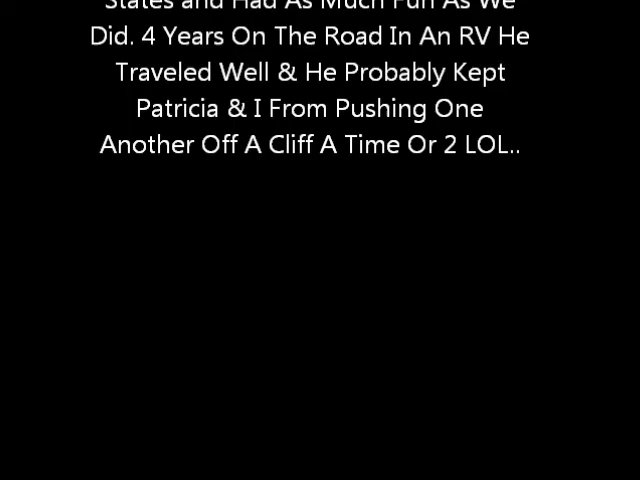 States and Had As Much Fun As We
Did. 4 Years On The Road In An RV He
Traveled Well & He Probably Kept
Patricia & I From Pushing One
Another Off A Cliff A Time Or 2 LOL..